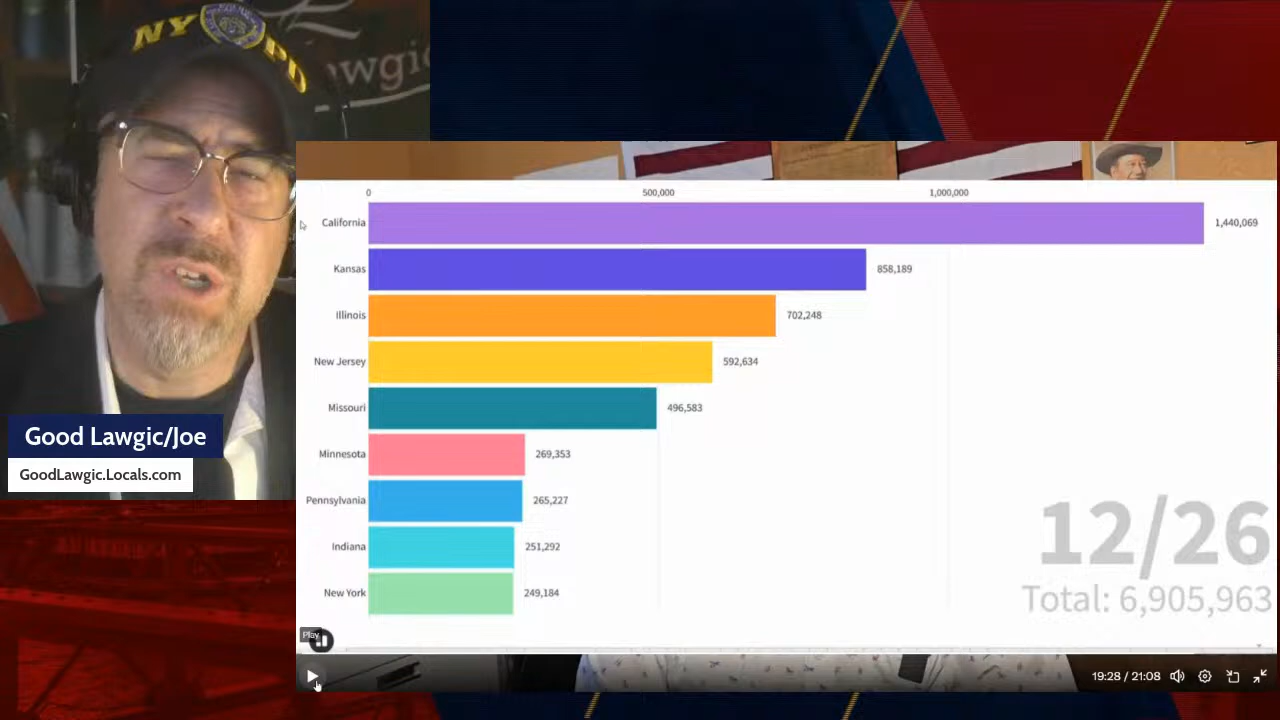 NYPD
wgic
Good Lawgic/Joe
GoodLawgic.Locals.com
0 500,000 1,000,000
California 1,440,069
Kansas 858,189
Illinois 702,248
New Jersey 592,634
Missouri 496,583
Minnesota 269,353
Pennsylvania 265,227
Indiana 251,292
New York 249,184
12/26
Total: 6,905,963
Play
19:28 / 21:08